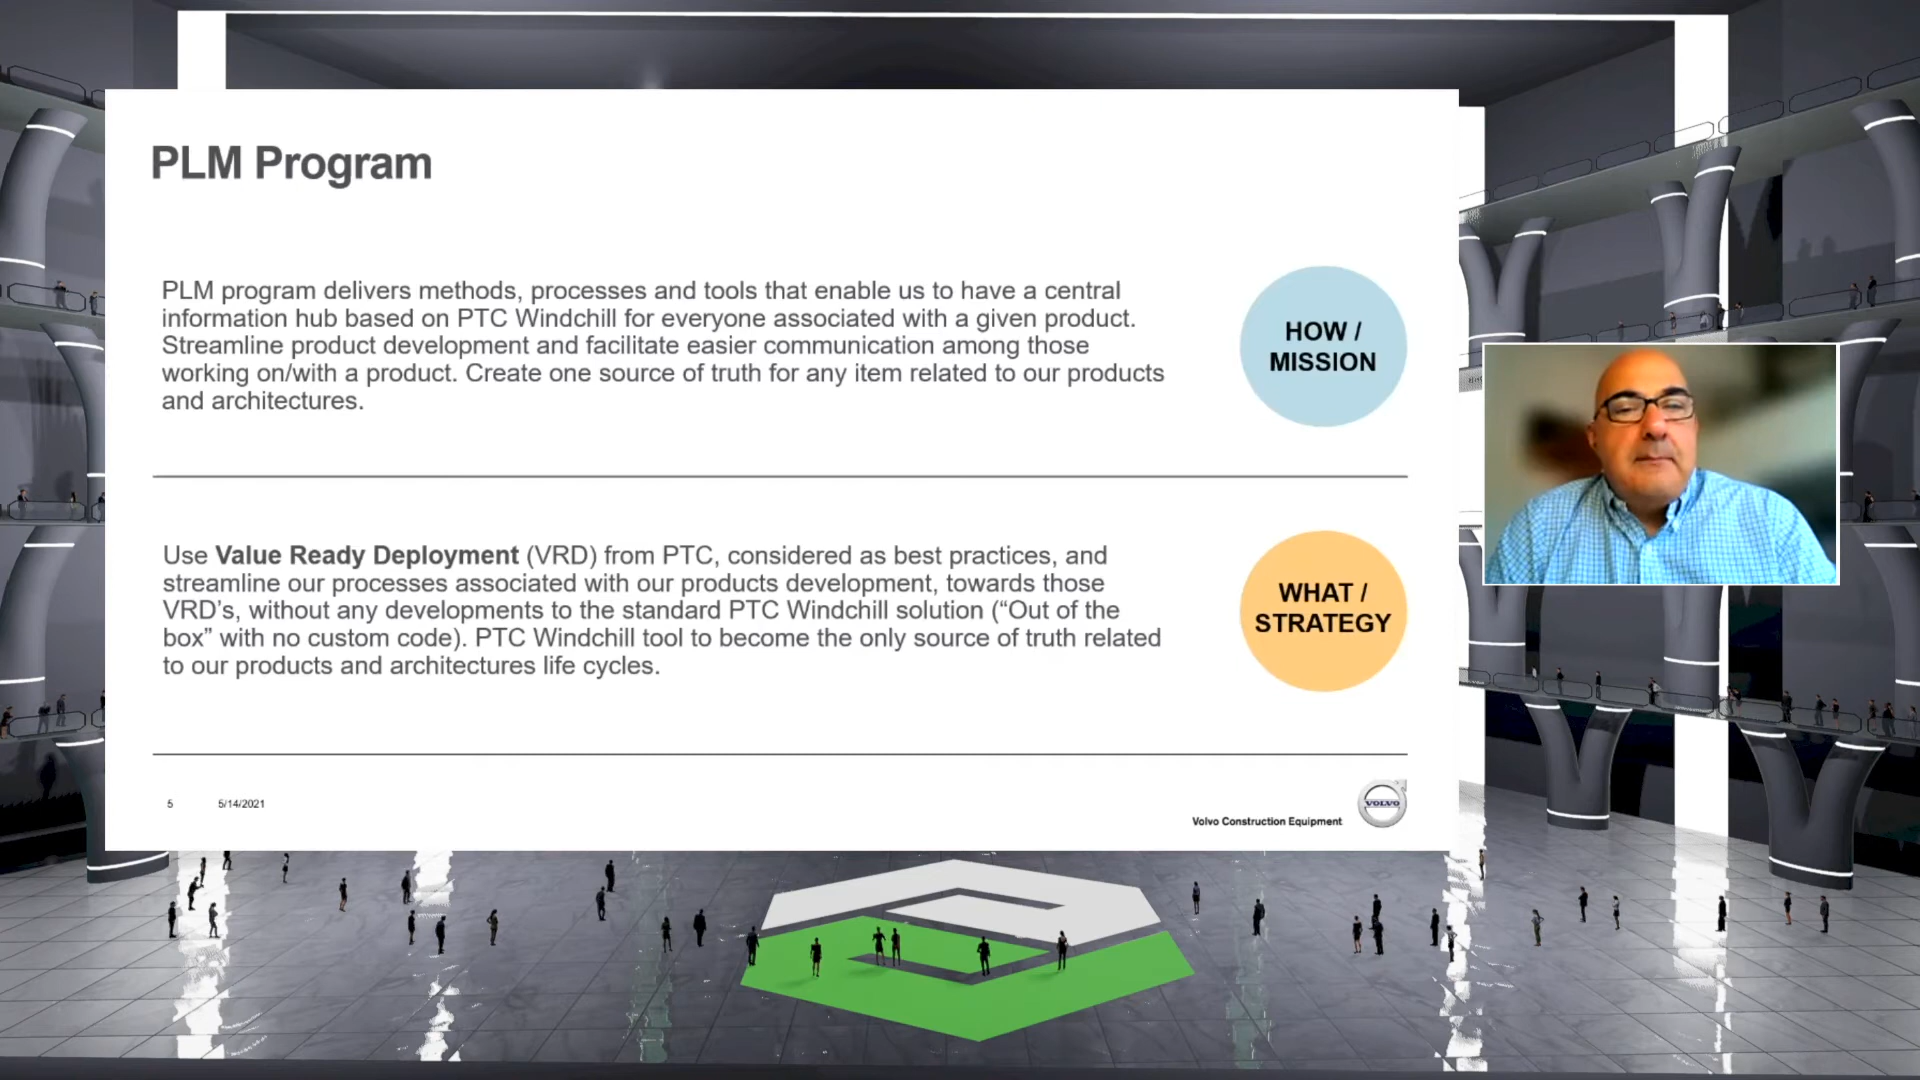 PLM Program
PLM program delivers methods, processes and tools that enable us to have a central
information hub based on PTC Windchill for everyone associated with a given product.
Streamline product development and facilitate easier communication among those
working on/with a product. Create one source of truth for any item related to our products
and architectures.
HOW /
MISSION
Use Value Ready Deployment (VRD) from PTC, considered as best practices, and
streamline our processes associated with our products development, towards those
VRD’s, without any developments to the standard PTC Windchill solution (“Out of the
box” with no custom code). PTC Windchill tool to become the only source of truth related
to our products and architectures life cycles.
WHAT /
STRATEGY
5 5/14/2021
Volvo Construction Equipment
VOLVO